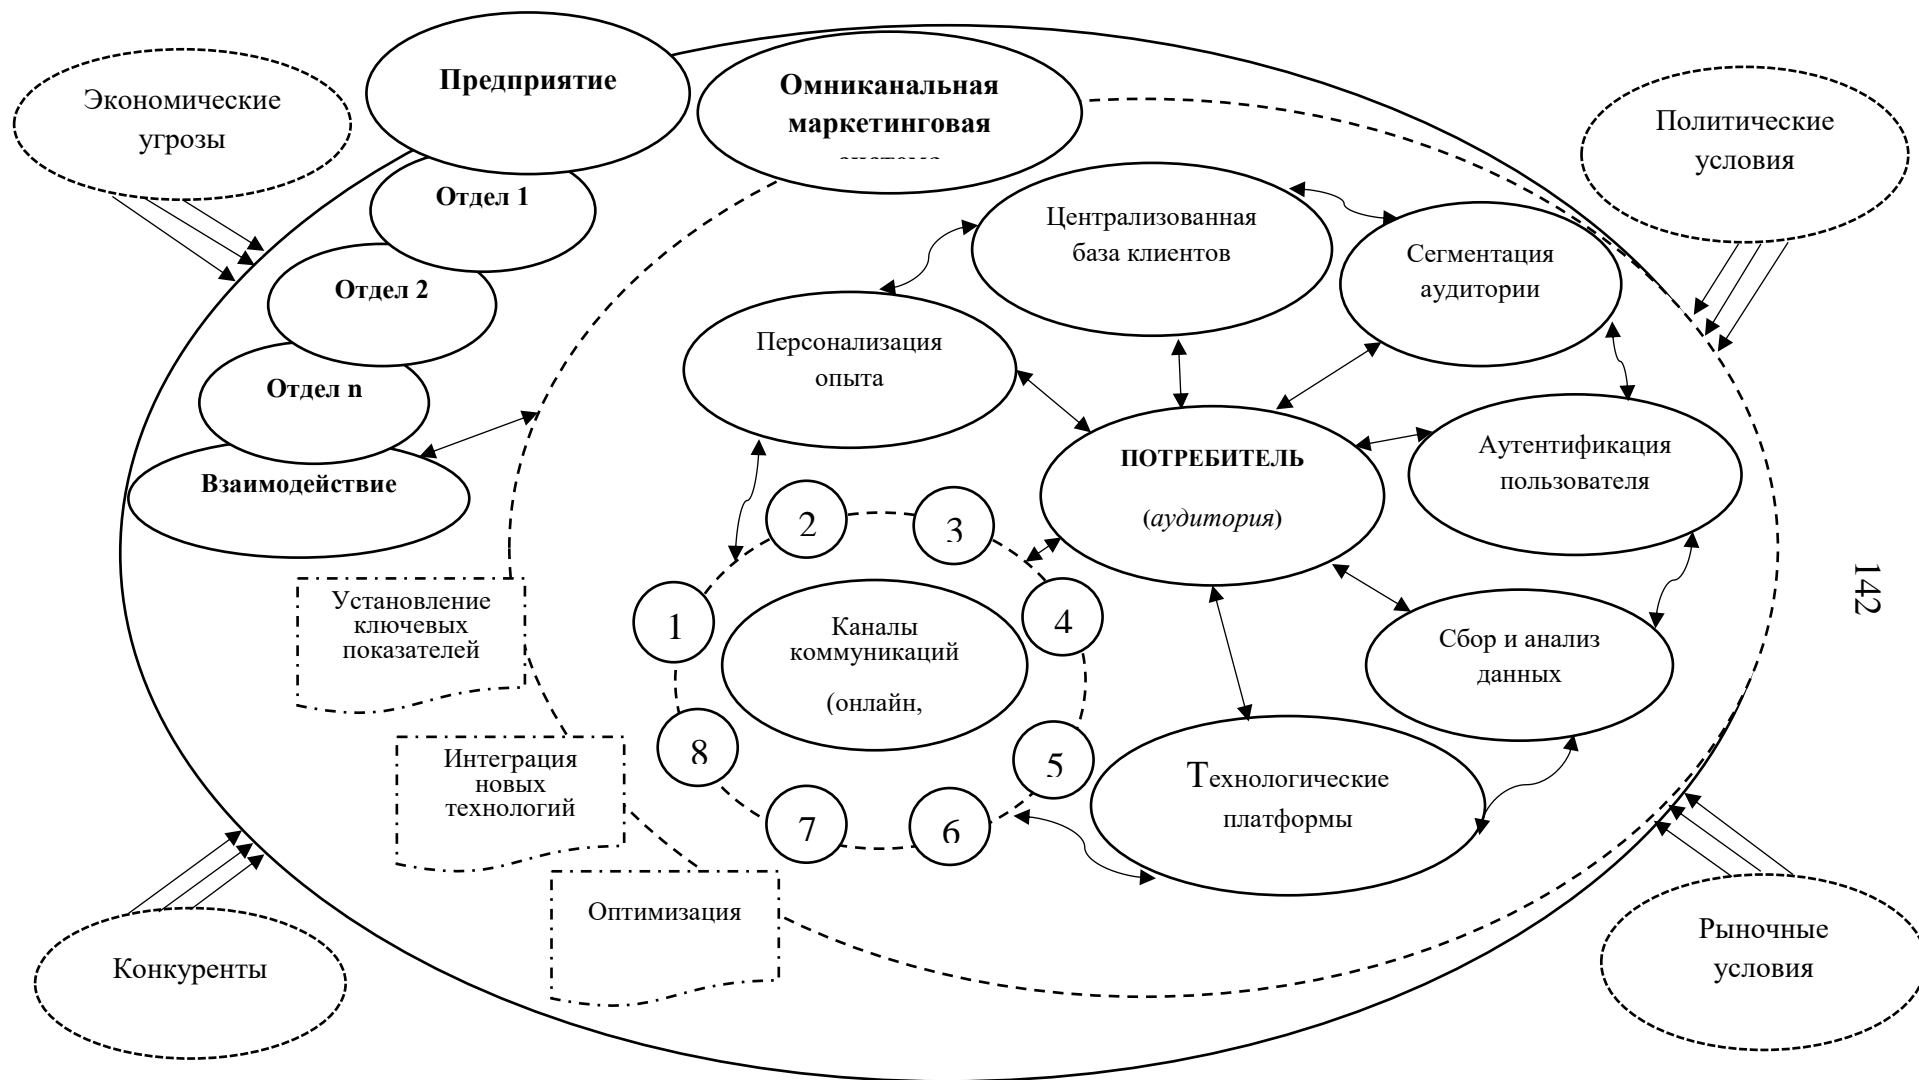 Предприятие
Омниканальная
маркетинговая
Экономические
угрозы
Политические
условия
Отдел 1
Отдел 2
Отдел n
Взаимодействие
Централизованная
база клиентов
Сегментация
аудитории
Персонализация
опыта
ПОТРЕБИТЕЛЬ
(аудитория)
Аутентификация
пользователя
2
3
1
4
8
5
7
6
Каналы
коммуникаций
(онлайн,
Сбор и анализ
данных
Технологические
платформы
Установление
ключевых
показателей
Интеграция
новых
технологий
Оптимизация
Конкуренты
Рыночные
условия
142